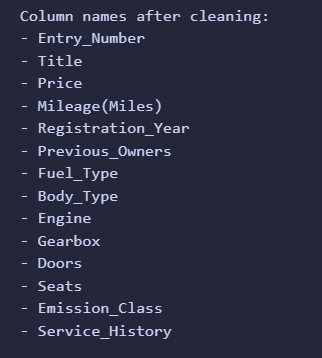 Column names after cleaning:
- Entry_Number
- Title
- Price
- Mileage(Miles)
- Registration_Year
- Previous_Owners
- Fuel_Type
- Body_Type
- Engine
- Gearbox
- Doors
- Seats
- Emission_Class
- Service_History